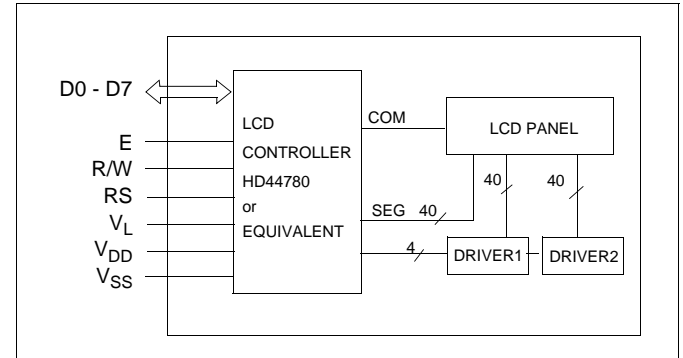 D0 - D7
E
R/W
RS
VL
VDD
VSS
LCD
CONTROLLER
HD44780
or
EQUIVALENT
COM
LCD PANEL
SEG 40
40
40
4
DRIVER1
DRIVER2